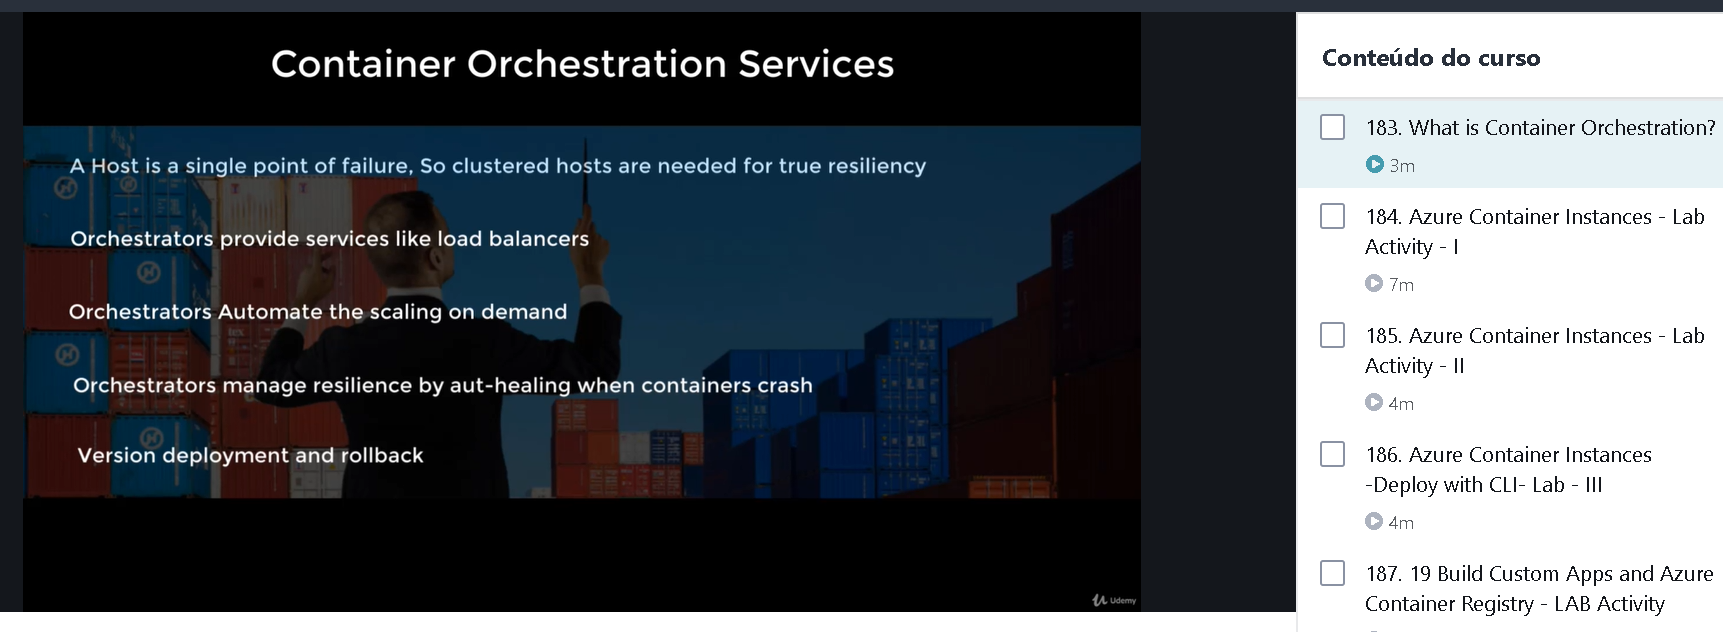 Container Orchestration Services
A Host is a single point of failure, So clustered hosts are needed for true resiliency
Orchestrators provide services like load balancers
Orchestrators Automate the scaling on demand
Orchestrators manage resilience by aut-healing when containers crash
Version deployment and rollback
Udemy
Conteúdo do curso
183. What is Container Orchestration?
3m
184. Azure Container Instances - Lab
Activity - I
7m
185. Azure Container Instances - Lab
Activity - II
4m
186. Azure Container Instances
-Deploy with CLI- Lab - III
4m
187. 19 Build Custom Apps and Azure
Container Registry - LAB Activity